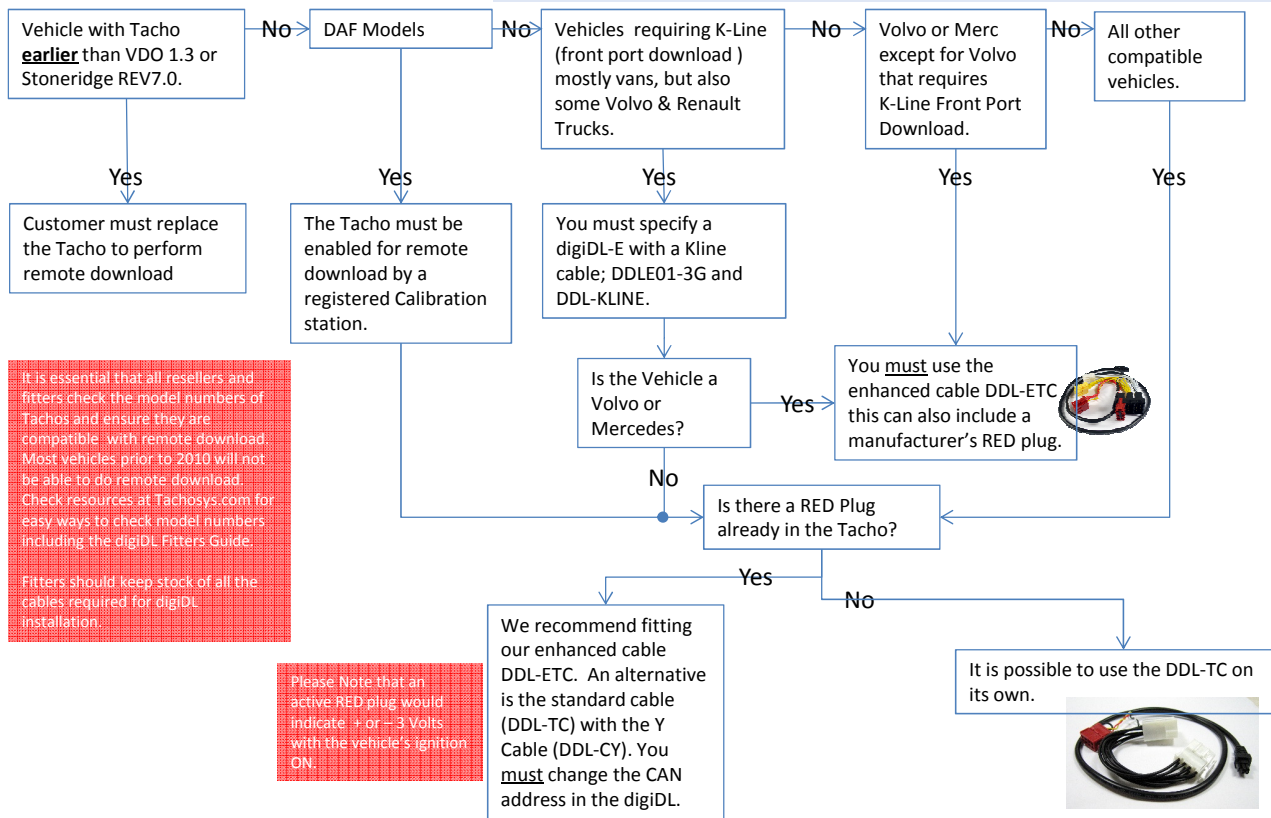 Vehicle with Tacho
earlier than VDO 1.3 or
Stoneridge REV7.0.
No
DAF Models
No
Vehicles requiring K-Line
(front port download )
mostly vans, but also
some Volvo & Renault
Trucks.
No
Volvo or Merc
except for Volvo
that requires
K-Line Front Port
Download.
No
All other
compatible
vehicles.
Yes
Yes
Yes
Yes
Yes
Customer must replace
the Tacho to perform
remote download
The Tacho must be
enabled for remote
download by a
registered Calibration
station.
You must specify a
digiDL-E with a Kline
cable; DDLE01-3G and
DDL-KLINE.
Is the Vehicle a
Volvo or
Mercedes?
Yes
You must use the
enhanced cable DDL-ETC
this can also include a
manufacturer's RED plug.
No
It is essential that all resellers and
fitters check the model numbers of
Tachos and ensure they are
compatible with remote download.
Most vehicles prior to 2010 will not
be able to do remote download.
Check resources at Tachosys.com for
easy ways to check model numbers
including the digiDL Fitters Guide.
Fitters should keep stock of all the
cables required for digiDL
installation.
Is there a RED Plug
already in the Tacho?
Yes
No
Please Note that an
active RED plug would
indicate + or – 3 Volts
with the vehicle's ignition
ON.
We recommend fitting
our enhanced cable
DDL-ETC. An alternative
is the standard cable
(DDL-TC) with the Y
Cable (DDL-CY). You
must change the CAN
address in the digiDL.
It is possible to use the DDL-TC on
its own.